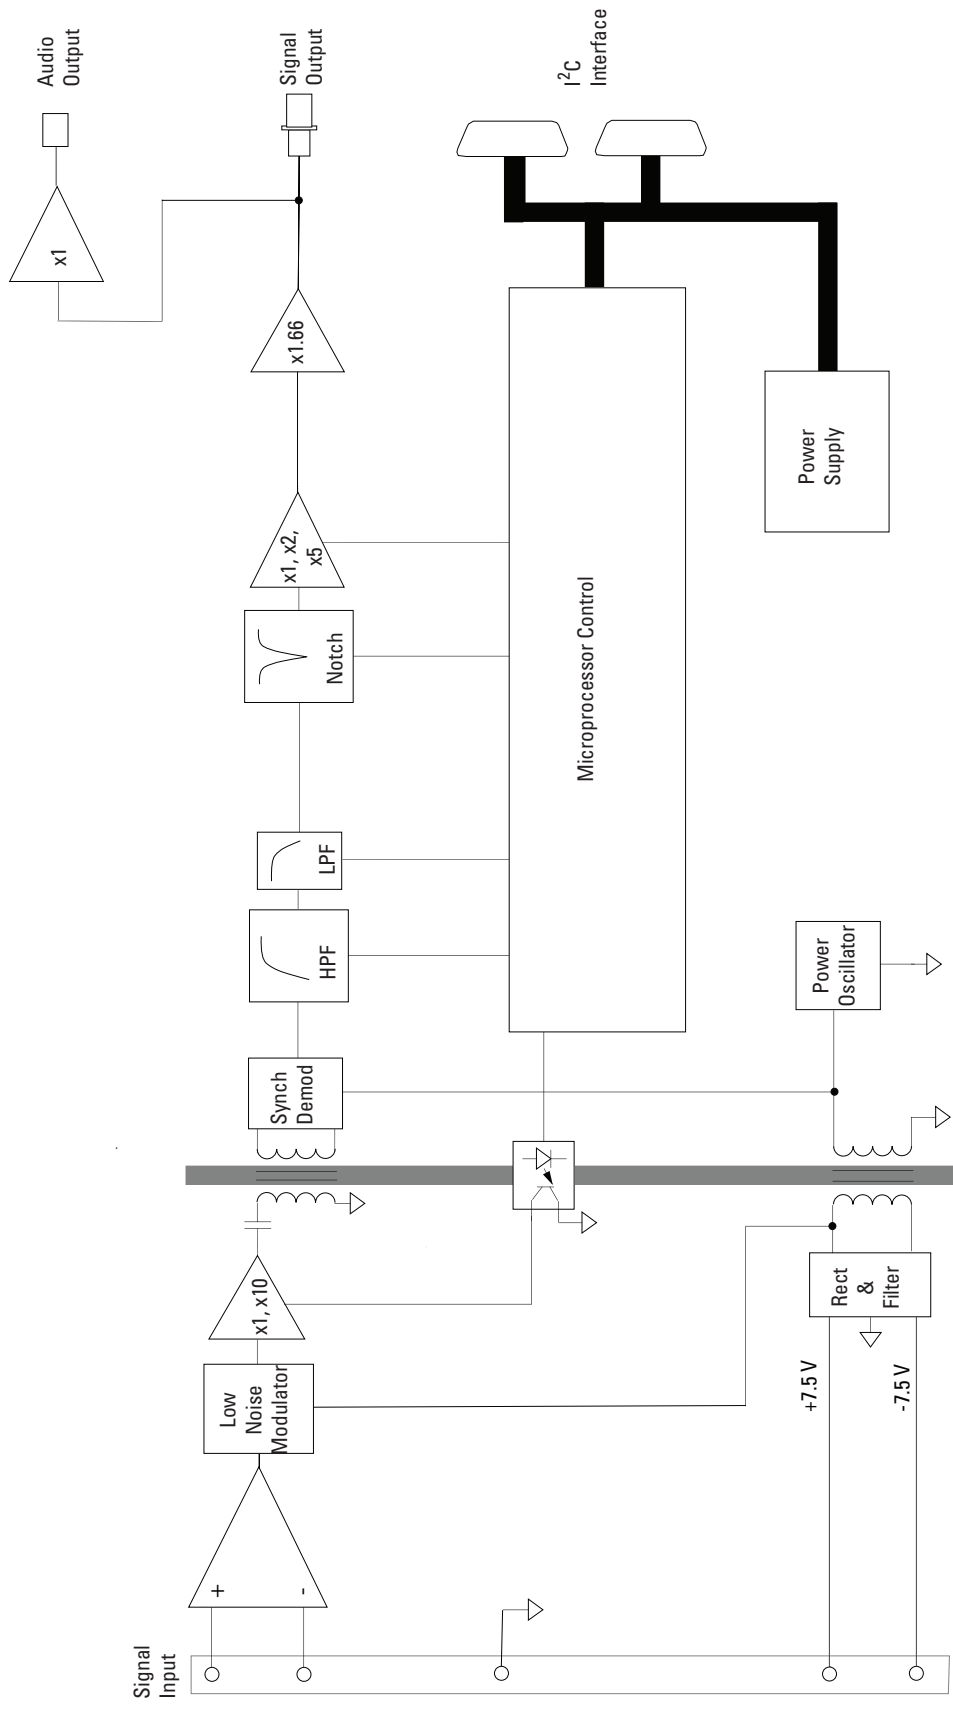 Audio
Output
Signal
Output
I²C
Interface
x1
x1.66
x1, x2,
x5
Notch
LPF
HPF
Synch
Demod
Microprocessor Control
Power
Supply
Power
Oscillator
x1, x10
Low
Noise
Modulator
Rect
&
Filter
+7.5 V
-7.5 V
+
-
Signal
Input